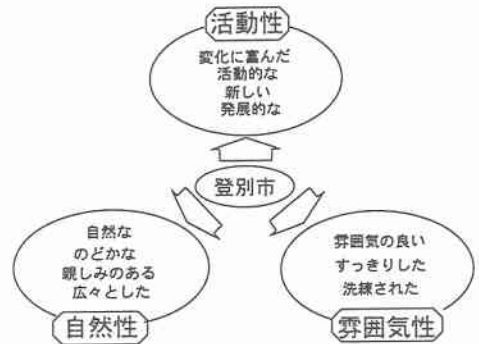 活動性
変化に富んだ
活動的な
新しい
発展的な
登別市
自然な
のどかな
親しみのある
広々とした
自然性
雰囲気の良い
すっきりした
洗練された
雰囲気性